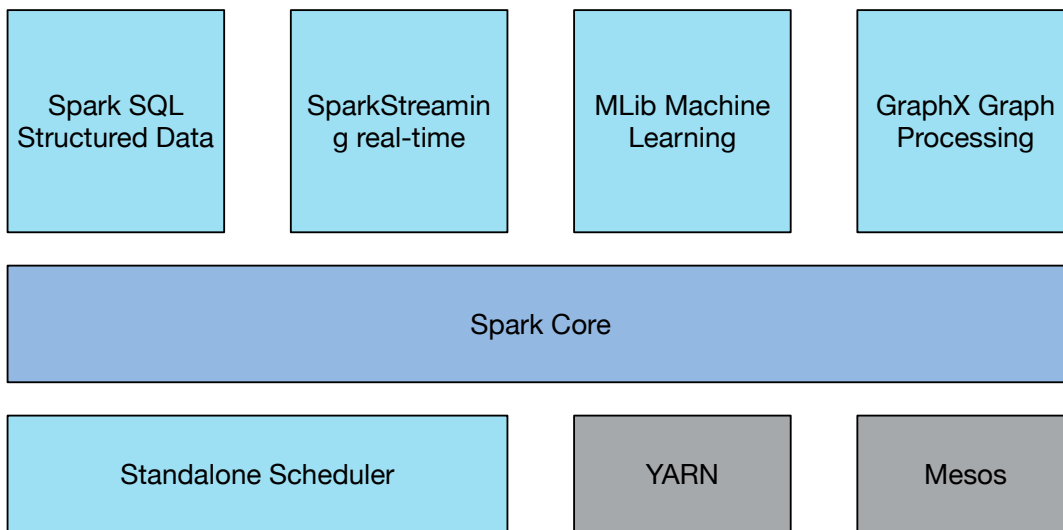 Spark SQL
Structured Data
SparkStreamin
g real-time
MLib Machine
Learning
GraphX Graph
Processing
Spark Core
Standalone Scheduler
YARN
Mesos